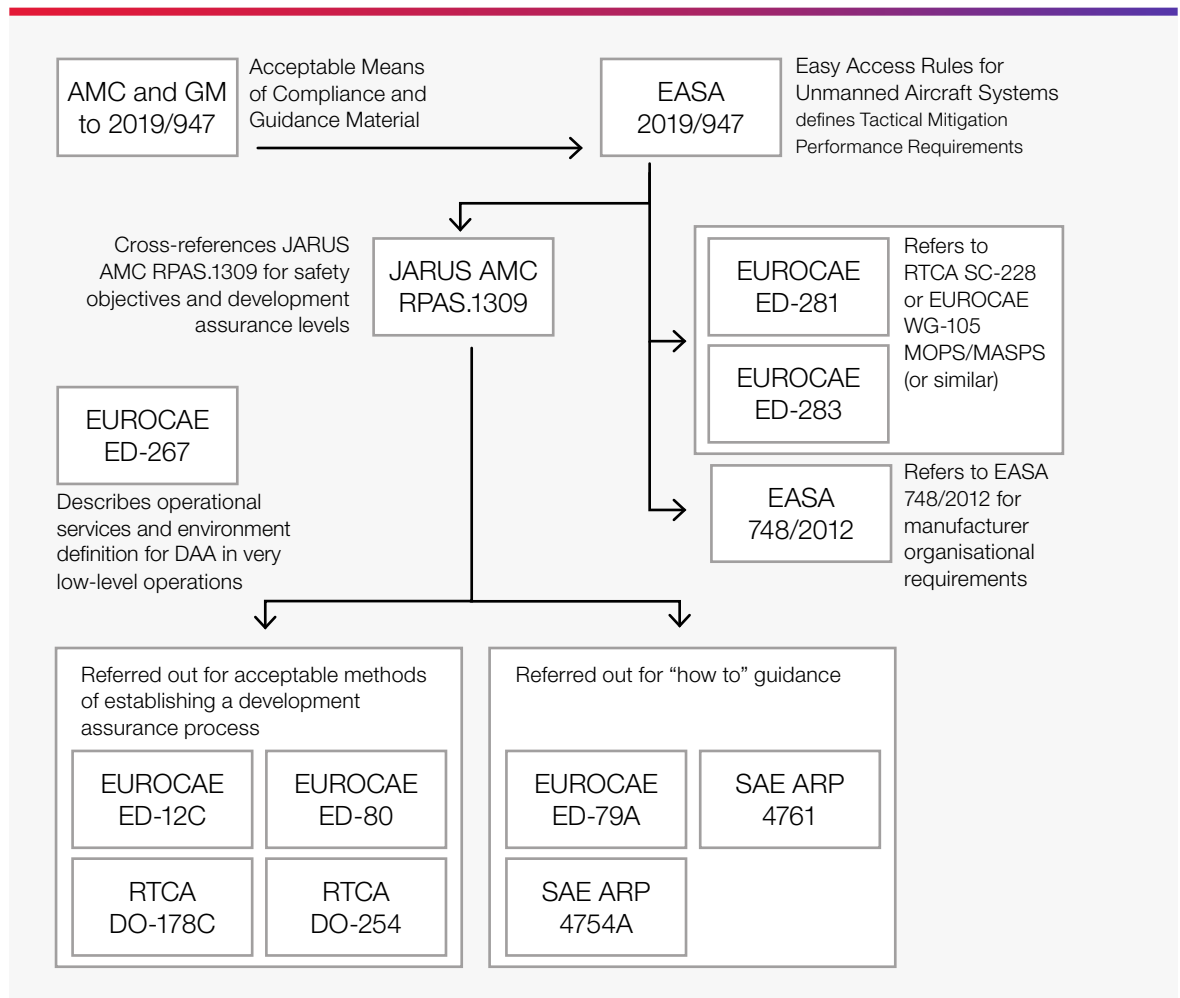 AMC and GM
to 2019/947
Acceptable Means
of Compliance and
Guidance Material
EASA
2019/947
Easy Access Rules for
Unmanned Aircraft Systems
defines Tactical Mitigation
Performance Requirements
Cross-references JARUS
AMC RPAS.1309 for safety
objectives and development
assurance levels
JARUS AMC
RPAS.1309
EUROCAE
ED-281
EUROCAE
ED-283
Refers to
RTCA SC-228
or EUROCAE
WG-105
MOPS/MASPS
(or similar)
EUROCAE
ED-267
Describes operational
services and environment
definition for DAA in very
low-level operations
EASA
748/2012
Refers to EASA
748/2012 for
manufacturer
organisational
requirements
Referred out for acceptable methods
of establishing a development
assurance process
EUROCAE
ED-12C
EUROCAE
ED-80
RTCA
DO-178C
RTCA
DO-254
Referred out for “how to” guidance
EUROCAE
ED-79A
SAE ARP
4761
SAE ARP
4754A